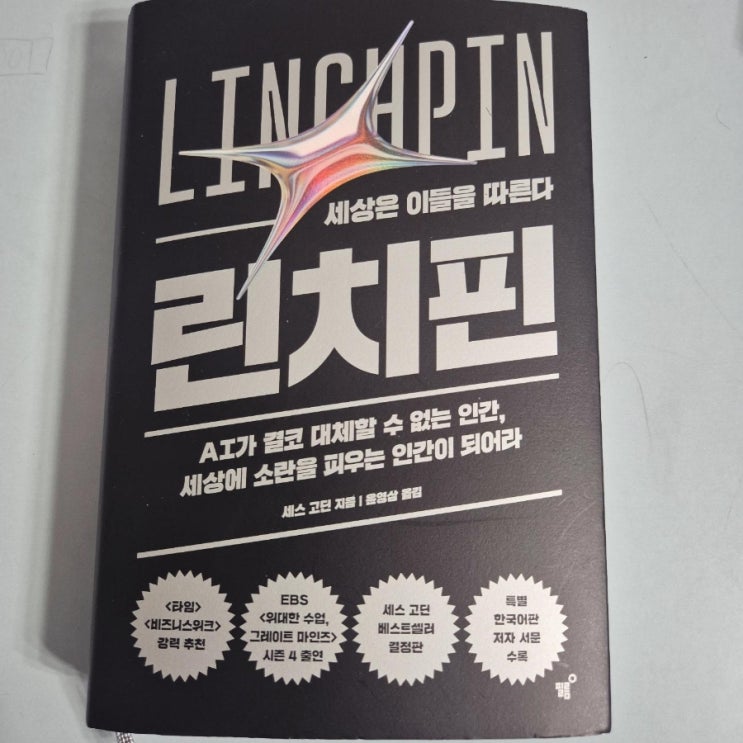 LINCHPIN
세상은 이들을 따른다
린치핀
AI가 결코 대체할 수 없는 인간,
세상에 소란을 피우는 인간이 되어라
세스 고딘 지음 | 윤영삼 옮김
<타임>
<비즈니스위크>
강력 추천
EBS
<위대한 수업,
그레이트 마인즈>
시즌 4 출연
세스 고딘
베스트셀러
결정판
특별
한국어판
저자 서문
수록
필름